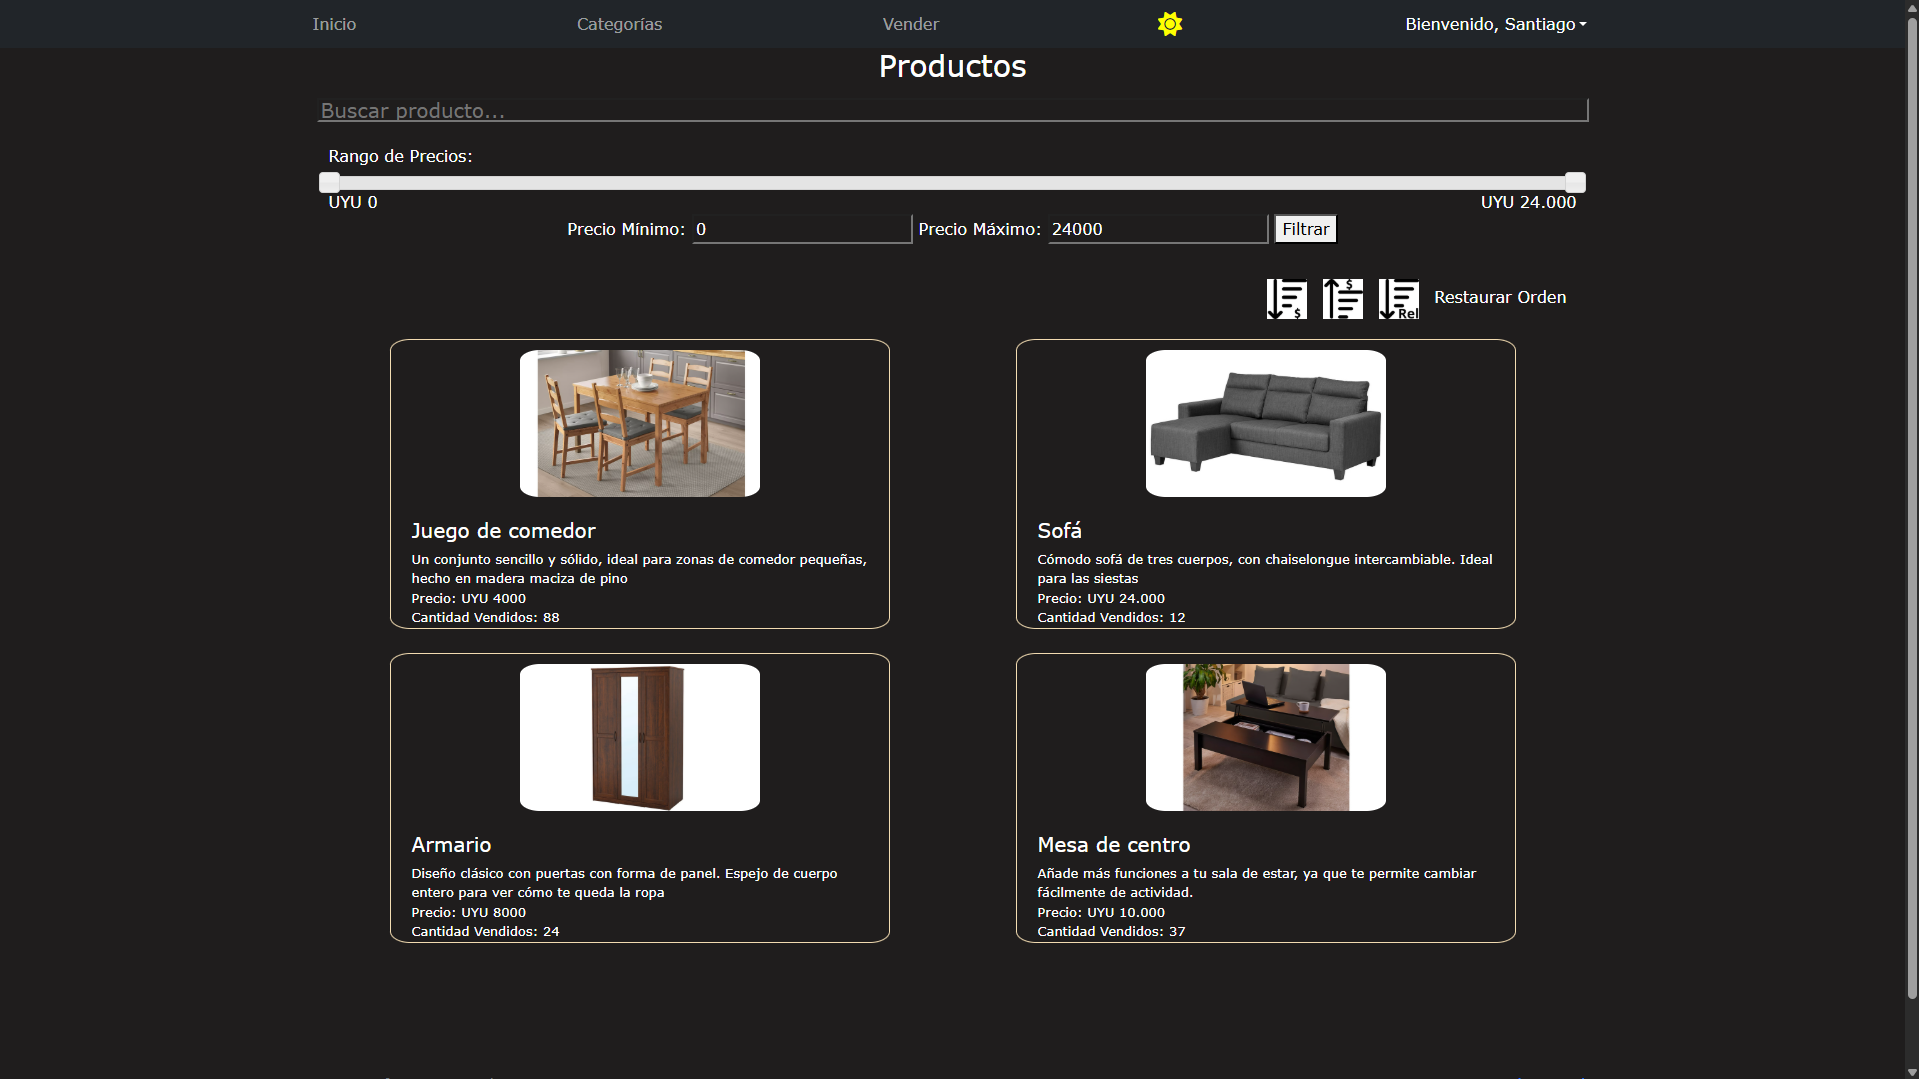 Inicio
Categorías
Vender
Bienvenido, Santiago
Productos
Buscar producto...
Rango de Precios:
UYU 0
UYU 24.000
Precio Mínimo: 0 Precio Máximo: 24000 Filtrar
$ $ Rel Restaurar Orden
Juego de comedor
Un conjunto sencillo y sólido, ideal para zonas de comedor pequeñas,
hecho en madera maciza de pino
Precio: UYU 4000
Cantidad Vendidos: 88
Sofá
Cómodo sofá de tres cuerpos, con chaiselongue intercambiable. Ideal
para las siestas
Precio: UYU 24.000
Cantidad Vendidos: 12
Armario
Diseño clásico con puertas con forma de panel. Espejo de cuerpo
entero para ver cómo te queda la ropa
Precio: UYU 8000
Cantidad Vendidos: 24
Mesa de centro
Añade más funciones a tu sala de estar, ya que te permite cambiar
fácilmente de actividad.
Precio: UYU 10.000
Cantidad Vendidos: 37